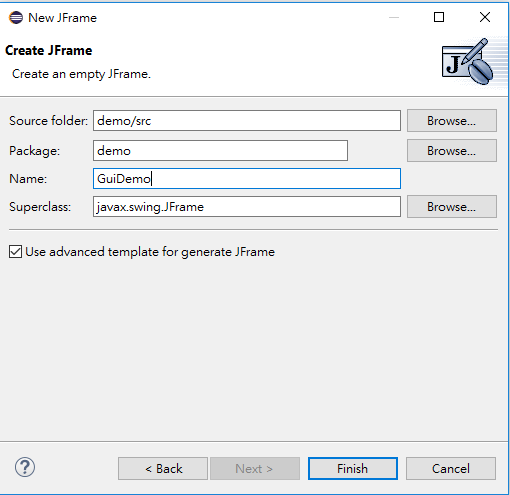 New JFrame
Create JFrame
Create an empty JFrame.
J
Source folder: demo/src Browse...
Package: demo Browse...
Name: GuiDemo
Superclass: javax.swing.JFrame Browse...
Use advanced template for generate JFrame
? < Back Next > Finish Cancel